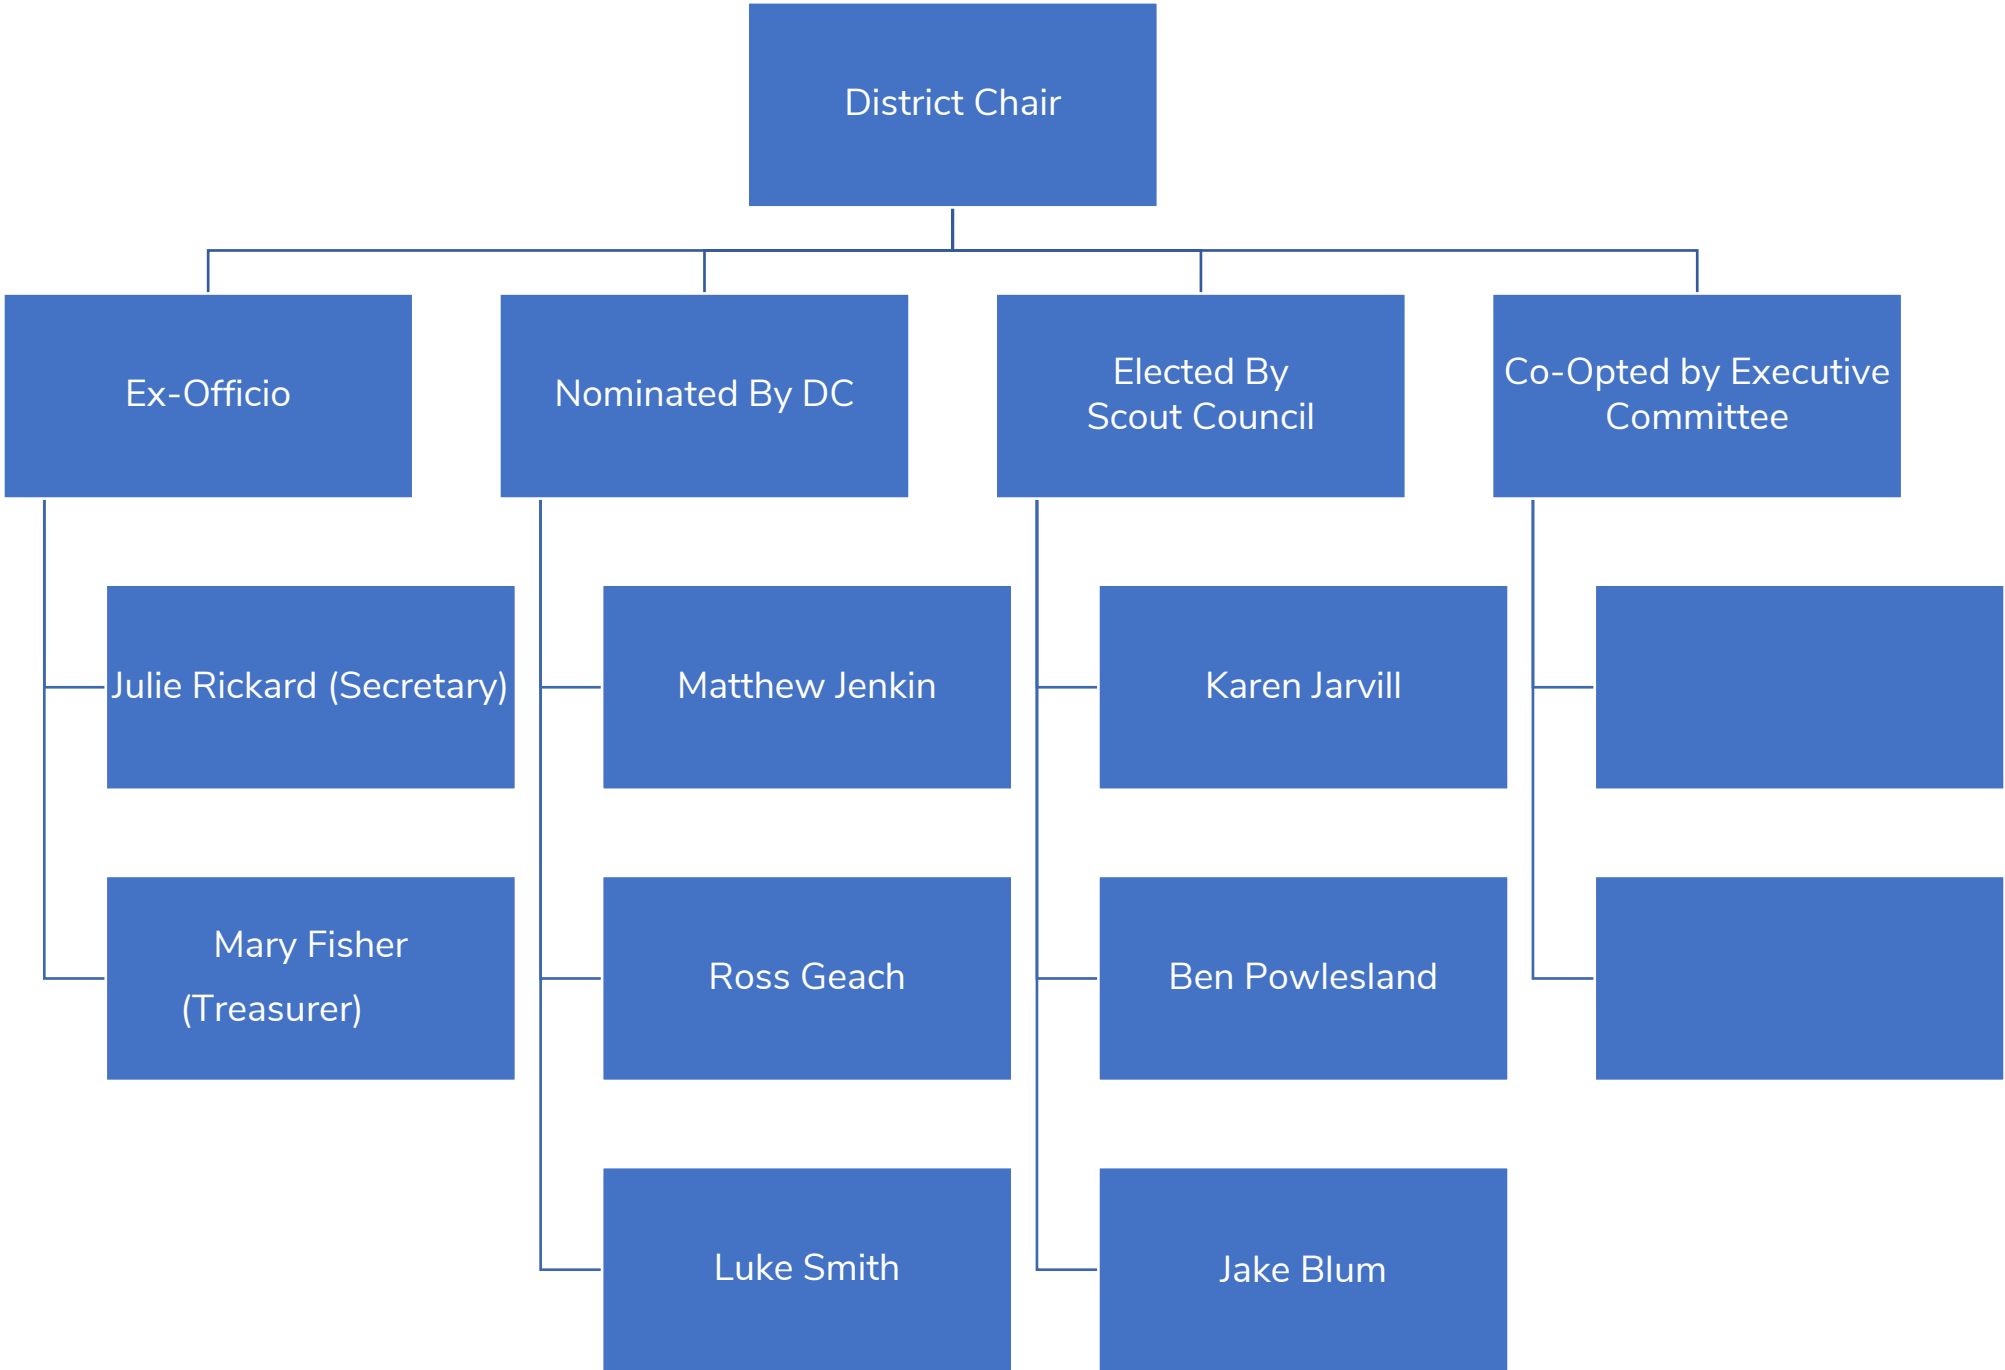 District Chair
Ex-Officio
Nominated By DC
Elected By
Scout Council
Co-Opted by Executive
Committee
Julie Rickard (Secretary)
Matthew Jenkin
Karen Jarvill
Mary Fisher
(Treasurer)
Ross Geach
Ben Powlesland
Luke Smith
Jake Blum